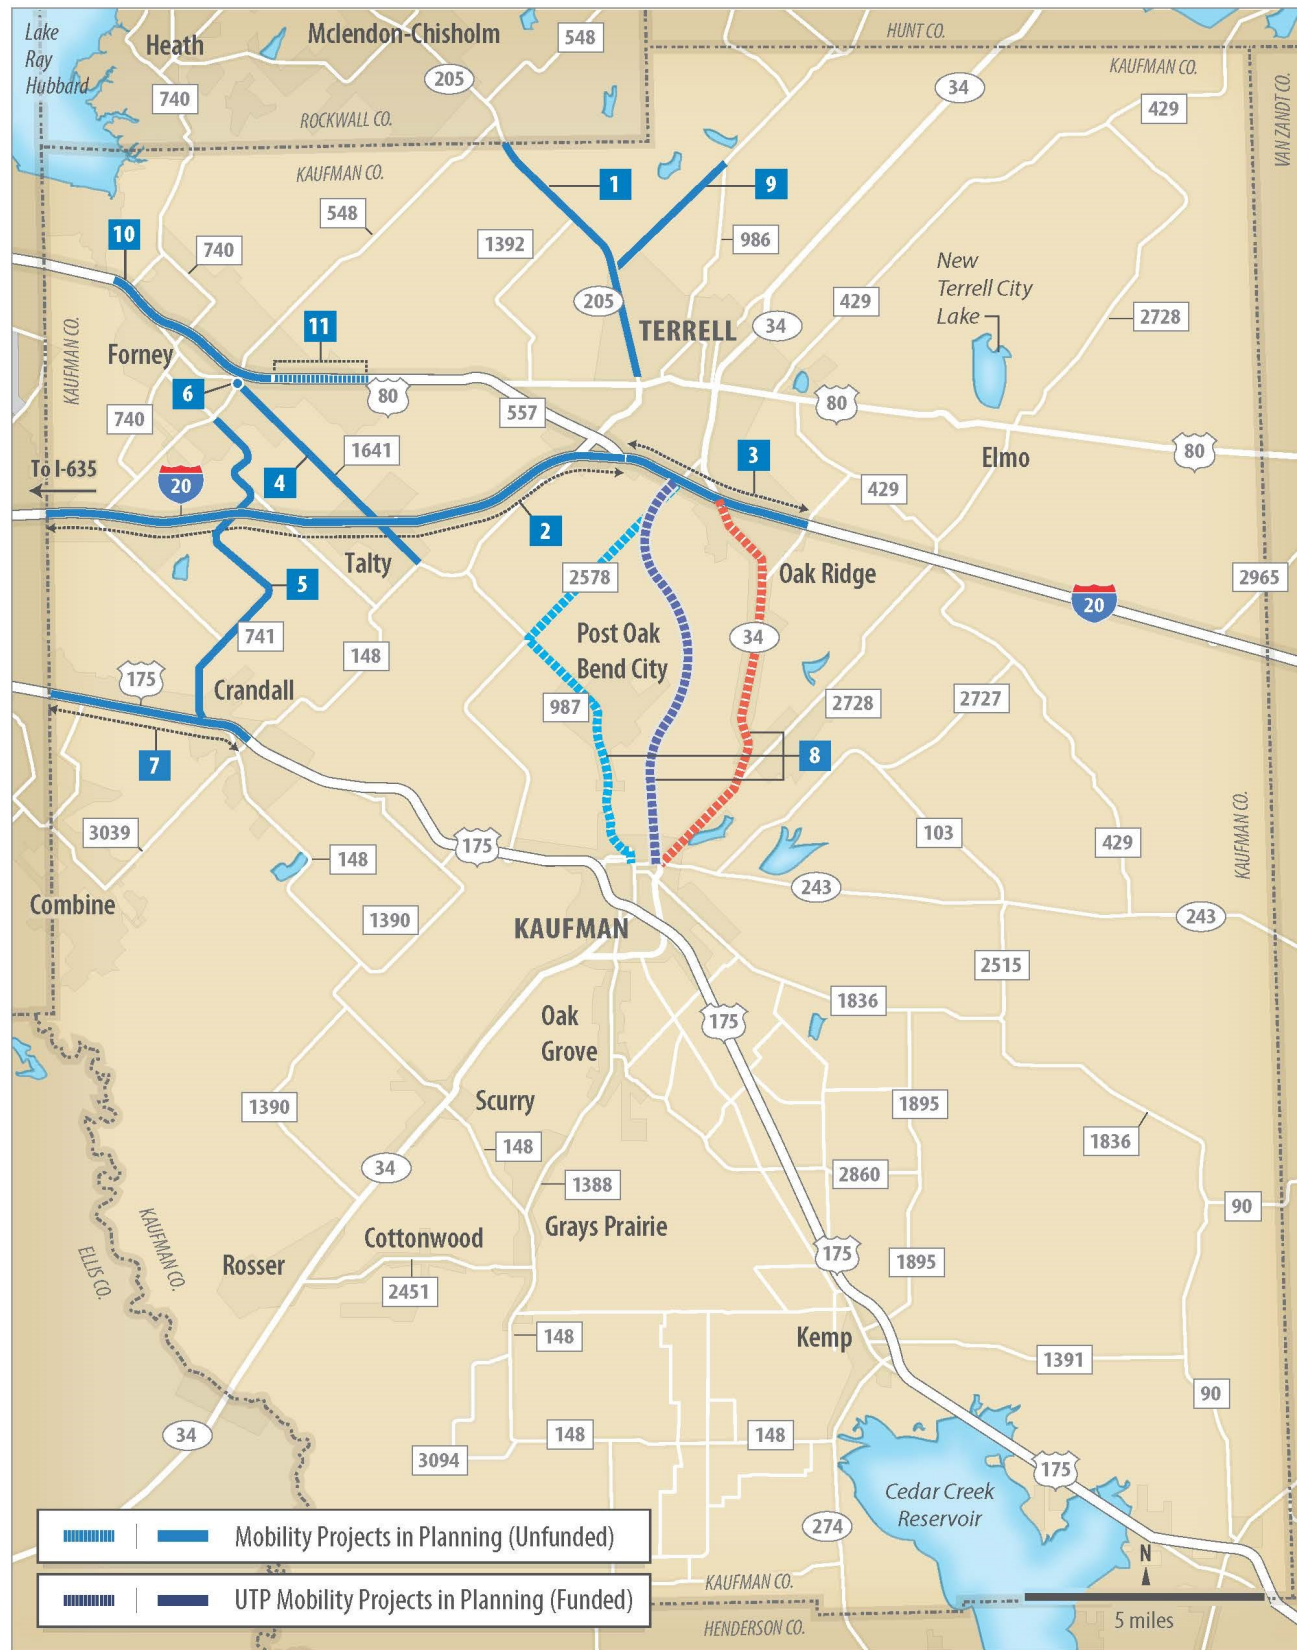 Lake
Ray
Hubbard
Heath
Mclendon-Chisholm
548
HUNT CO.
KAUFMAN CO.
205
34
740
429
ROCKWALL CO.
VAN ZANDT CO.
KAUFMAN CO.
1
9
548
10
740
1392
986
New
Terrell City
Lake
429
205
2728
11
TERRELL
34
KAUFMAN CO.
Forney
6
80
80
740
557
1641
3
Elmo
80
To I-635
20
4
429
2
Talty
2578
Oak Ridge
2965
5
20
741
Post Oak
Bend City
34
148
175
Crandall
987
2728
2727
7
8
3039
175
103
429
KAUFMAN CO.
148
243
Combine
1390
KAUFMAN
243
2515
1836
Oak
Grove
175
1390
Scurry
1895
148
1836
34
1388
2860
90
KAUFMAN CO.
ELLIS CO.
Cottonwood
Grays Prairie
Rosser
175
1895
2451
148
Kemp
1391
90
34
148
148
3094
175
Cedar Creek
Reservoir
274
Mobility Projects in Planning (Unfunded)
N
KAUFMAN CO.
UTP Mobility Projects in Planning (Funded)
5 miles
HENDERSON CO.